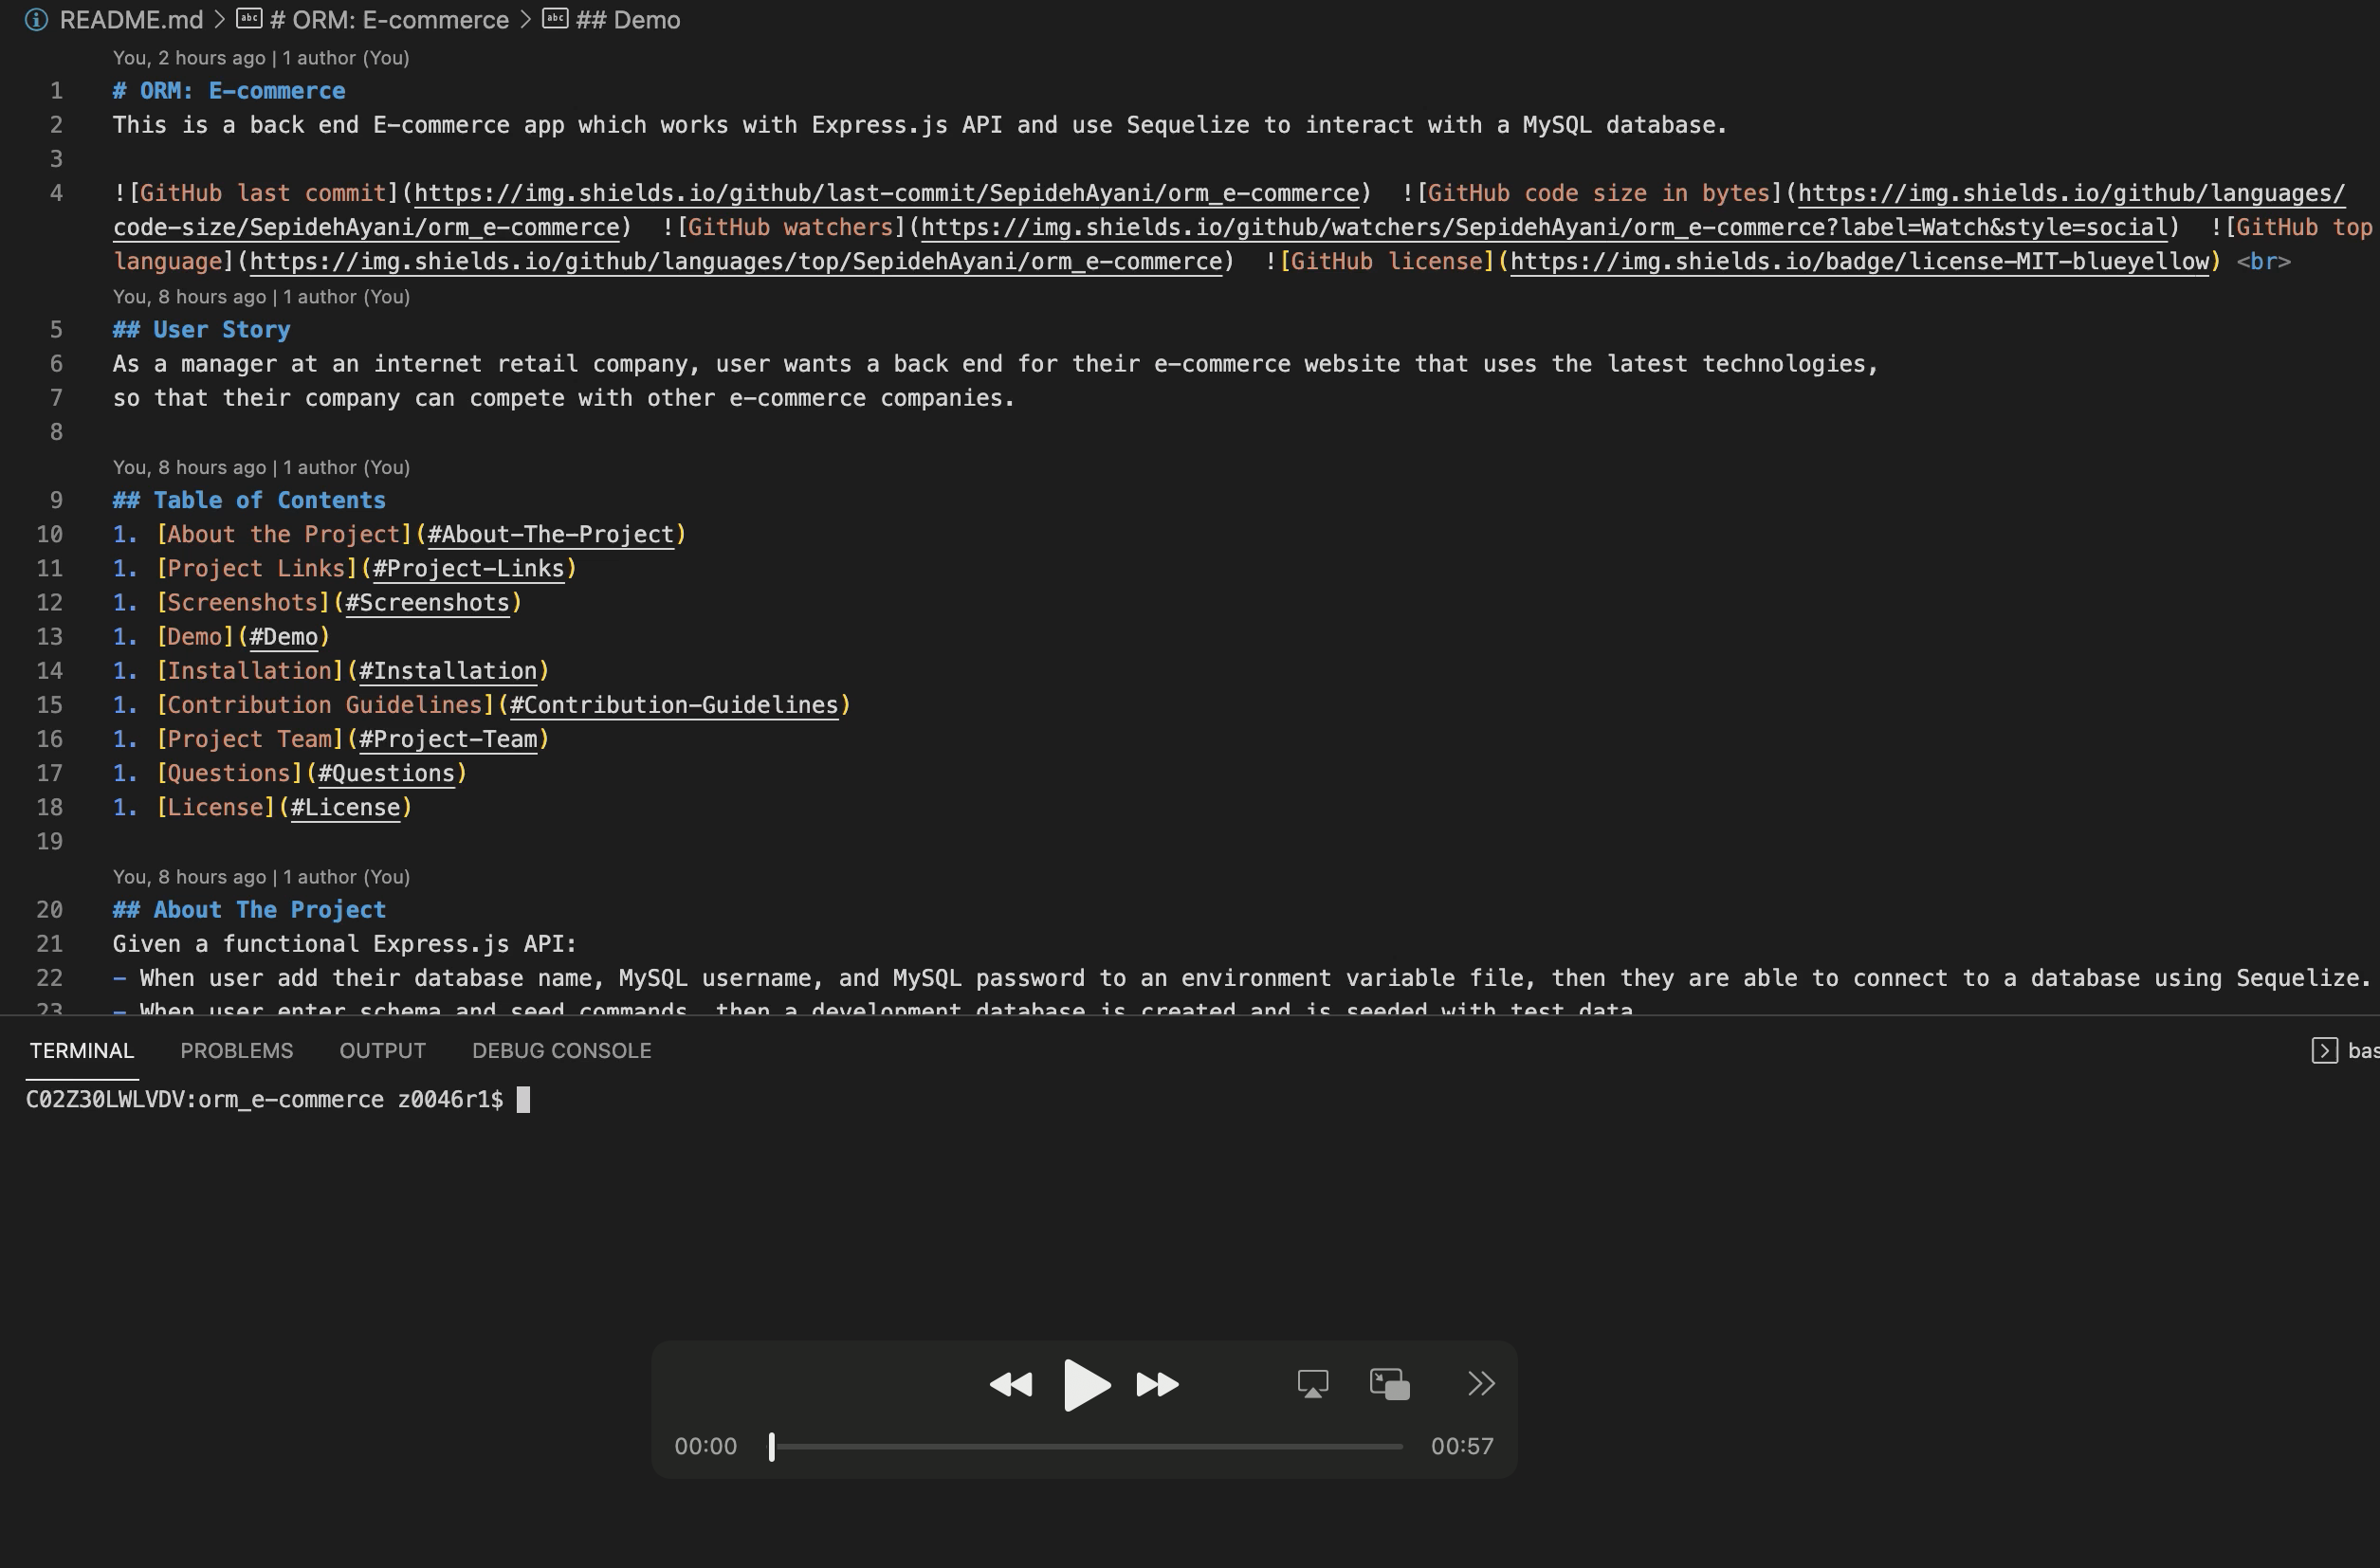 README.md > # ORM: E-commerce > ## Demo
You, 2 hours ago | 1 author (You)
1 # ORM: E-commerce
2 This is a back end E-commerce app which works with Express.js API and use Sequelize to interact with a MySQL database.
3
4 ![GitHub last commit](https://img.shields.io/github/last-commit/SepidehAyani/orm_e-commerce)  ![GitHub code size in bytes](https://img.shields.io/github/languages/
code-size/SepidehAyani/orm_e-commerce)  ![GitHub watchers](https://img.shields.io/github/watchers/SepidehAyani/orm_e-commerce?label=Watch&style=social)  ![GitHub top
language](https://img.shields.io/github/languages/top/SepidehAyani/orm_e-commerce)  ![GitHub license](https://img.shields.io/badge/license-MIT-blueyellow) <br>
You, 8 hours ago | 1 author (You)
5 ## User Story
6 As a manager at an internet retail company, user wants a back end for their e-commerce website that uses the latest technologies,
7 so that their company can compete with other e-commerce companies.
8
You, 8 hours ago | 1 author (You)
9 ## Table of Contents
10 1. [About the Project](#About-The-Project)
11 1. [Project Links](#Project-Links)
12 1. [Screenshots](#Screenshots)
13 1. [Demo](#Demo)
14 1. [Installation](#Installation)
15 1. [Contribution Guidelines](#Contribution-Guidelines)
16 1. [Project Team](#Project-Team)
17 1. [Questions](#Questions)
18 1. [License](#License)
19
You, 8 hours ago | 1 author (You)
20 ## About The Project
21 Given a functional Express.js API:
22 - When user add their database name, MySQL username, and MySQL password to an environment variable file, then they are able to connect to a database using Sequelize.
23 - When user enter schema and seed commands, then a development database is created and is seeded with test data
TERMINAL PROBLEMS OUTPUT DEBUG CONSOLE bas
C02Z30LWLVDV:orm_e-commerce z0046r1$
00:00 00:57